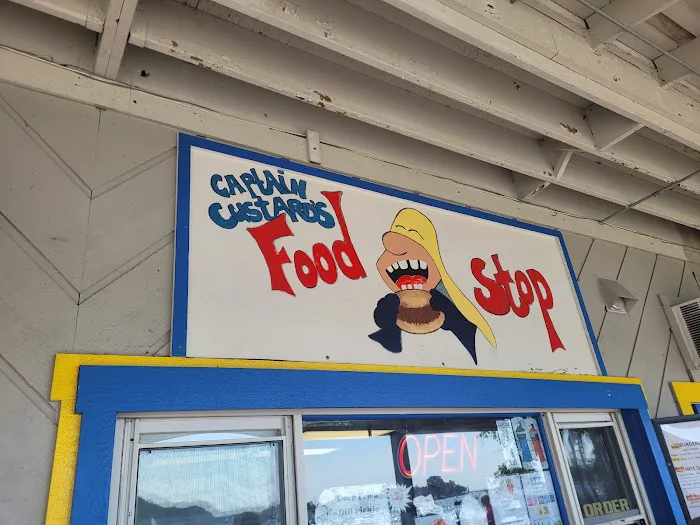 CAPtAiN
CUStARD'S
Food
Stop
OPEN
ORDER